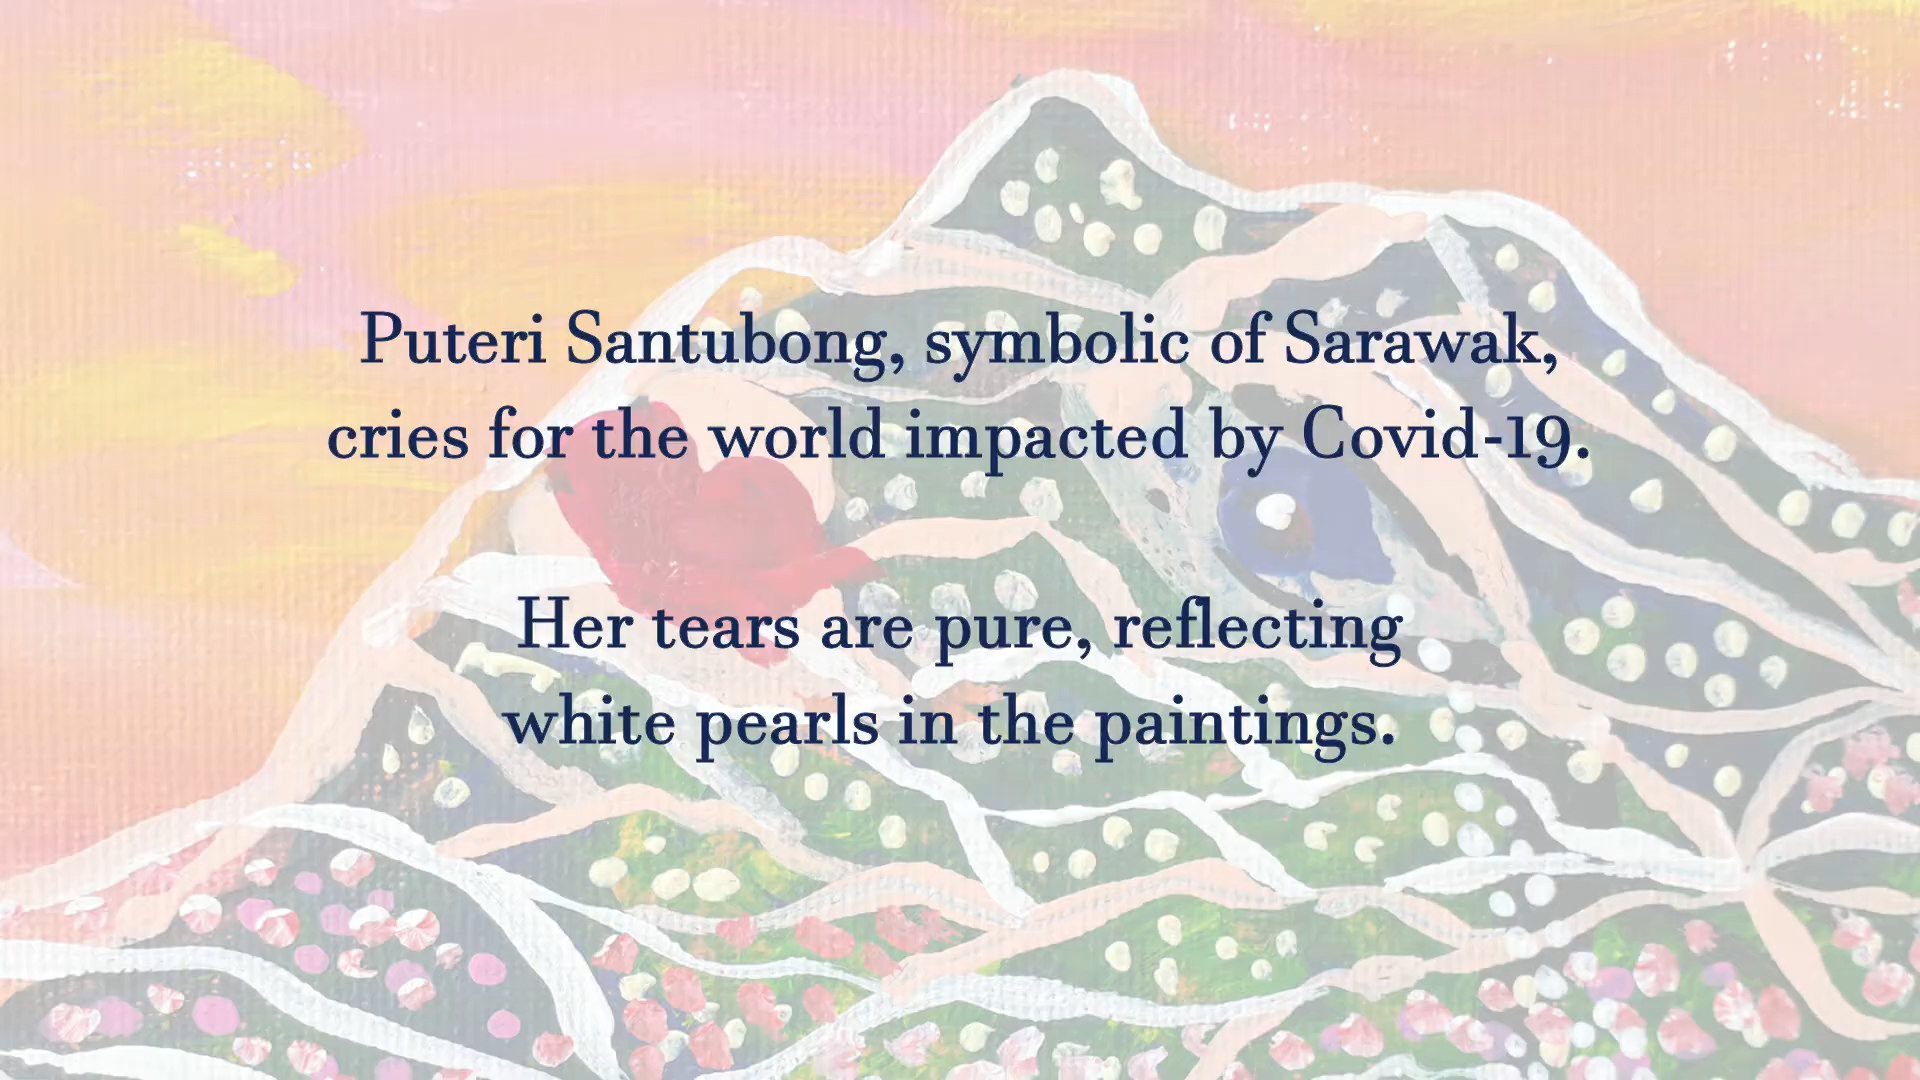 Puteri Santubong, symbolic of Sarawak,
cries for the world impacted by Covid-19.
Her tears are pure, reflecting
white pearls in the paintings.